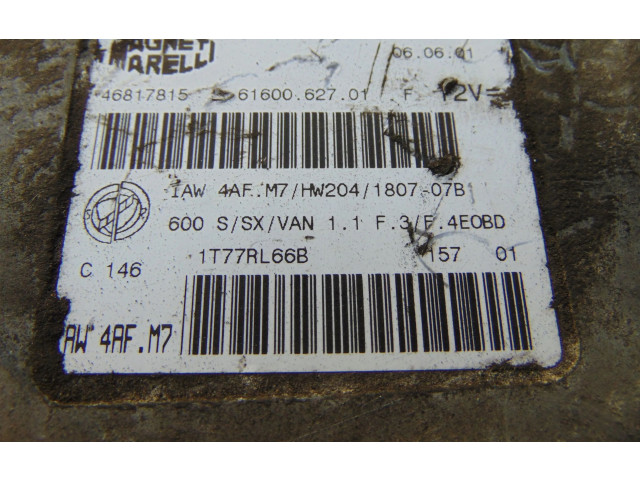 MAGNETI
MARELLI
06.06.01
46817815 61600.627.01 F 12V
IAW 4AF.M7/HW204/1807-07B
600 S/SX/VAN 1.1 F.3/F.4EOBD
C 146 1T77RL66B 157 01
AW 4AF.M7